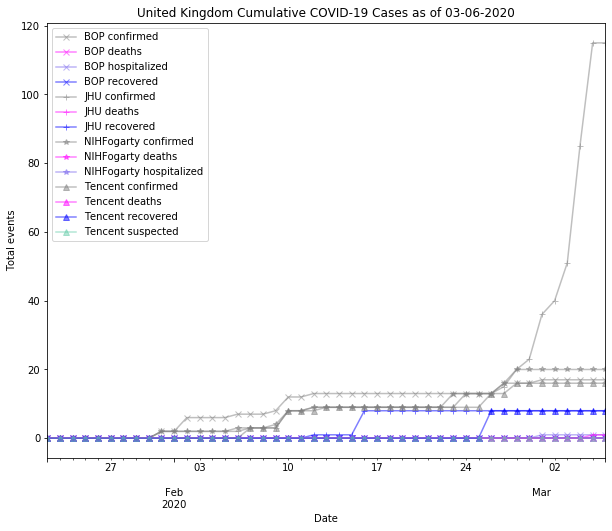 United Kingdom Cumulative COVID-19 Cases as of 03-06-2020
120
100
80
60
40
20
0
Total events
BOP confirmed
BOP deaths
BOP hospitalized
BOP recovered
JHU confirmed
JHU deaths
JHU recovered
NIHFogarty confirmed
NIHFogarty deaths
NIHFogarty hospitalized
Tencent confirmed
Tencent deaths
Tencent recovered
Tencent suspected
27 03 10 17 24 02
Feb Mar
2020
Date